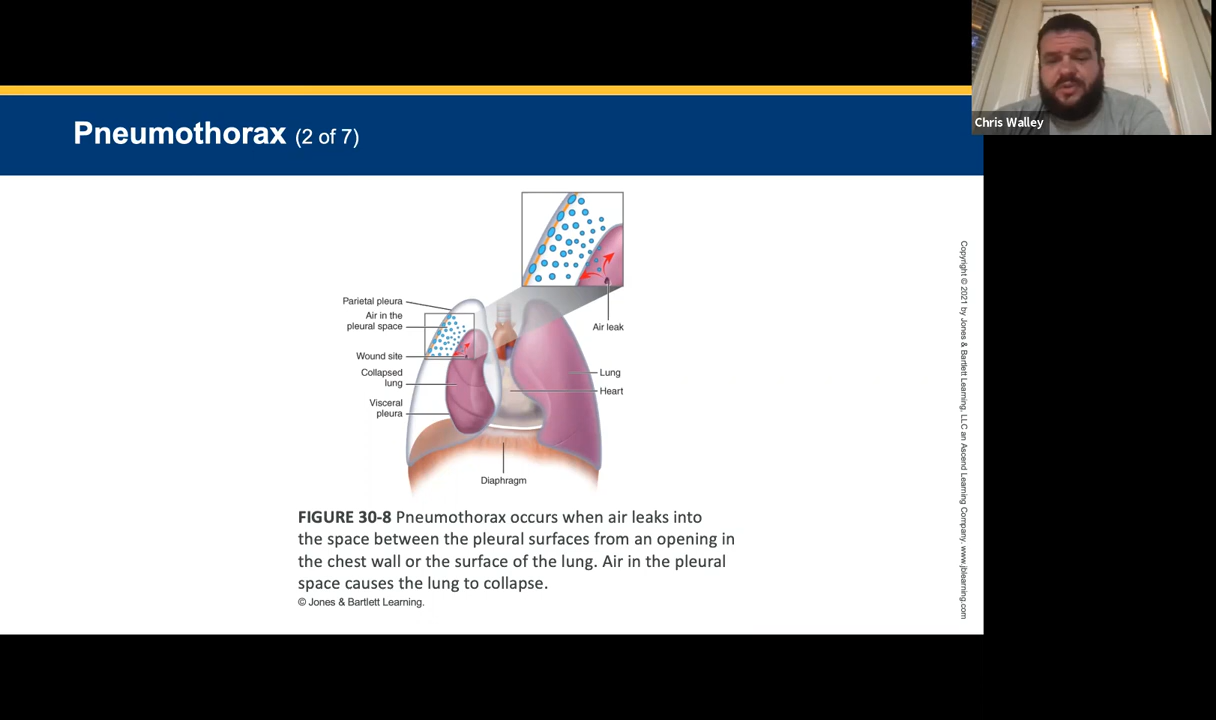 Pneumothorax (2 of 7)
Chris Walley
Parietal pleura
Air in the
pleural space
Wound site
Collapsed
lung
Visceral
pleura
Air leak
Lung
Heart
Diaphragm
FIGURE 30-8 Pneumothorax occurs when air leaks into
the space between the pleural surfaces from an opening in
the chest wall or the surface of the lung. Air in the pleural
space causes the lung to collapse.
© Jones & Bartlett Learning.
Copyright © 2021 by Jones & Bartlett Learning, LLC an Ascend Learning Company. www.jblearning.com